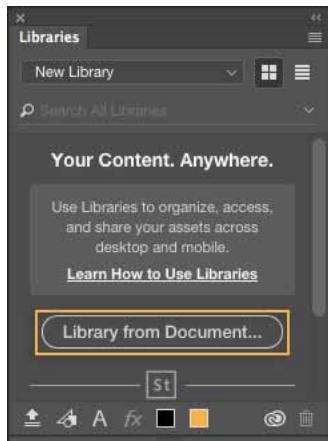 Libraries
New Library
Search All Libraries
Your Content. Anywhere.
Use Libraries to organize, access,
and share your assets across
desktop and mobile.
Learn How to Use Libraries
Library from Document...
St
A fx